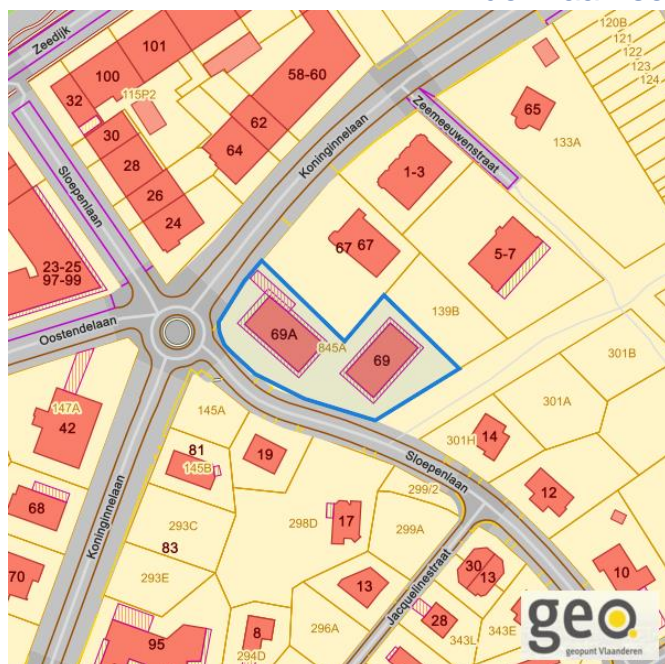 Zeedijk
101
100
58-60
32
115P2
30
62
28
64
26
24
Sloepenlaan
Koninginnelaan
Zeemeeuwenstraat
65
133A
120B
121
122
123
124
1-3
67 67
5-7
139B
23-25
97-99
Oostendelaan
69A
845A
69
301B
301A
301H
14
12
10
147A
42
145A
81
145B
19
Sloepenlaan
Koninginnelaan
68
70
293C
83
293E
298D
17
299/2
299A
13
30
13
Jacquelinestraat
95
8
294D
296A
28
343L
343E
geo
geopunt Vlaanderen